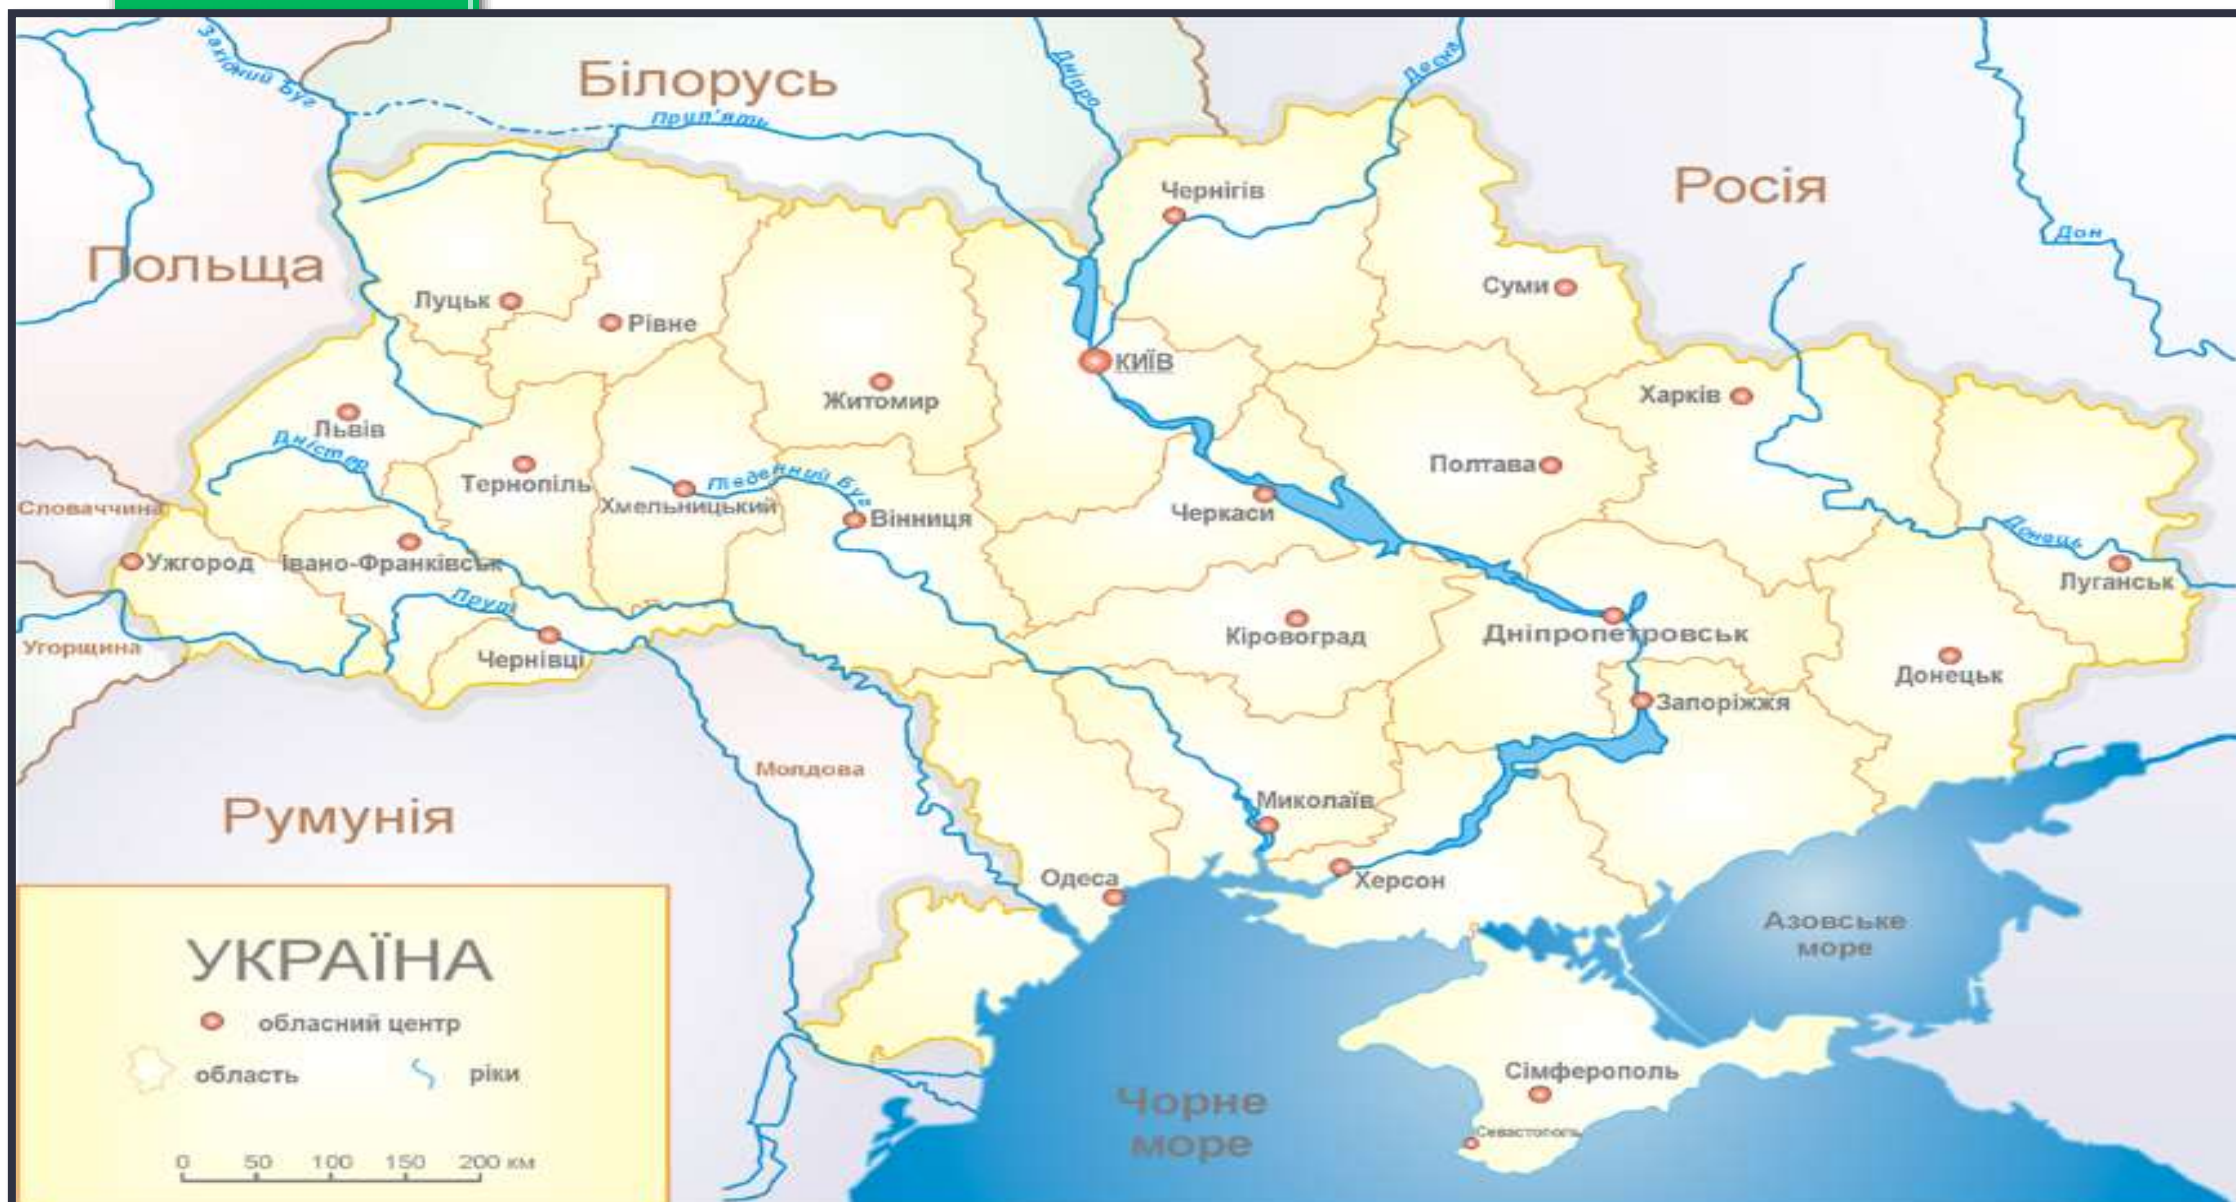 Західний Буг
Білорусь
Дніпро
Десна
Прип'ять
Росія
Чернігів
Дон
Польща
Суми
Луцьк
Рівне
КИЇВ
Житомир
Харків
Львів
Дністер
Полтава
Тернопіль
Південний Буг
Хмельницький
Словаччина
Черкаси
Вінниця
Донець
Ужгород
Івано-Франківськ
Луганськ
Прут
Кіровоград
Дніпропетровськ
Угорщина
Чернівці
Донецьк
Запоріжжя
Молдова
Миколаїв
Румунія
Одеса
Херсон
Азовське
море
УКРАЇНА
обласний центр
область
ріки
Сімферополь
Чорне
море
Севастополь
0 50 100 150 200 км